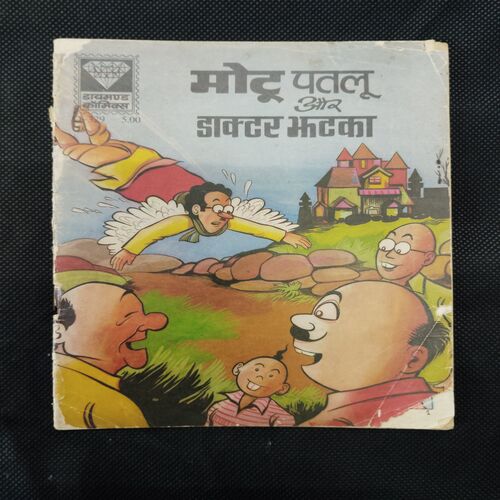 डायमण्ड
कॉमिक्स
5.00
मोटू पतलू
और
डाक्टर झटका